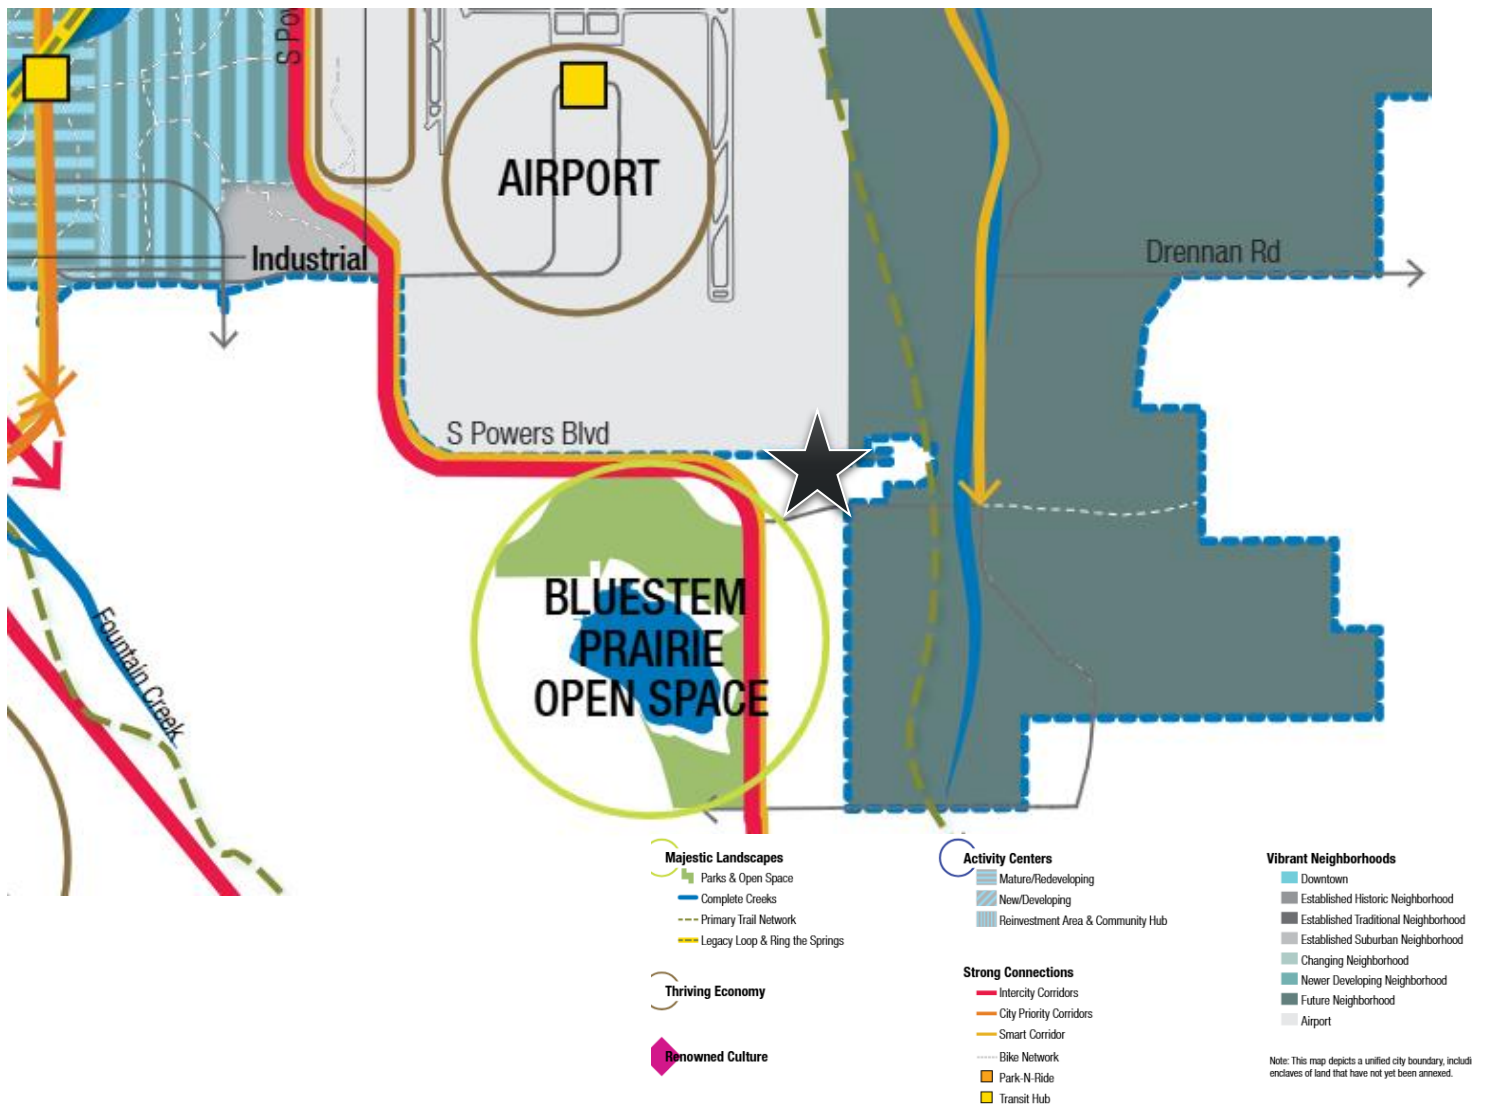 S Pow
AIRPORT
Industrial
Drennan Rd
S Powers Blvd
BLUESTEM
PRAIRIE
OPEN SPACE
Fountain Creek
Majestic Landscapes
Parks & Open Space
Complete Creeks
Primary Trail Network
Legacy Loop & Ring the Springs
Thriving Economy
Renowned Culture
Activity Centers
Mature/Redeveloping
New/Developing
Reinvestment Area & Community Hub
Strong Connections
Intercity Corridors
City Priority Corridors
Smart Corridor
Bike Network
Park-N-Ride
Transit Hub
Vibrant Neighborhoods
Downtown
Established Historic Neighborhood
Established Traditional Neighborhood
Established Suburban Neighborhood
Changing Neighborhood
Newer Developing Neighborhood
Future Neighborhood
Airport
Note: This map depicts a unified city boundary, includi
enclaves of land that have not yet been annexed.